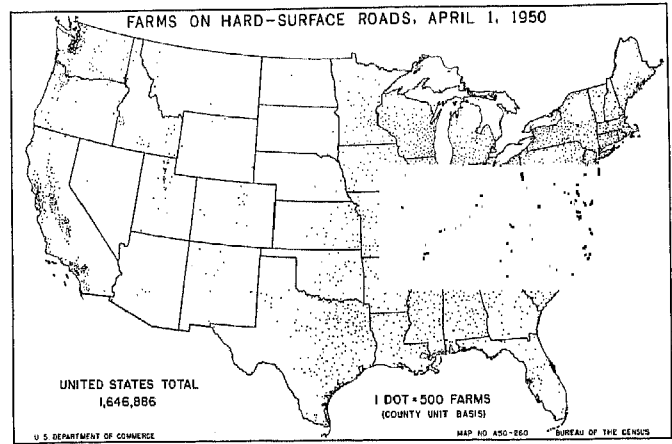 FARMS ON HARD-SURFACE ROADS, APRIL 1, 1950
UNITED STATES TOTAL
1,646,886
1 DOT = 500 FARMS
(COUNTY UNIT BASIS)
U. S. DEPARTMENT OF COMMERCE
MAP NO A50-260
BUREAU OF THE CENSUS